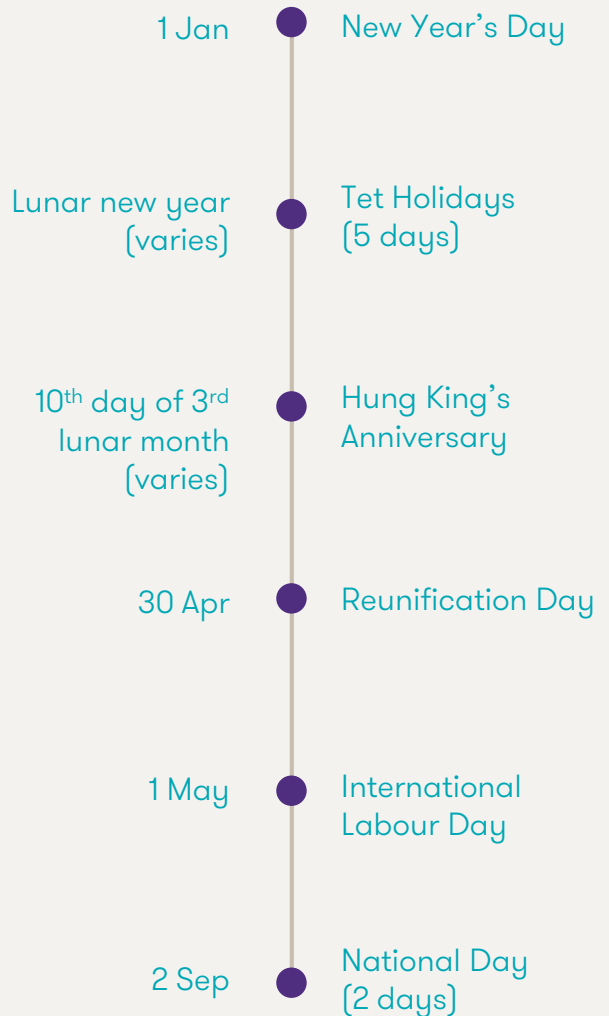 1 Jan
New Year’s Day
Lunar new year
(varies)
Tet Holidays
(5 days)
10th day of 3rd
lunar month
(varies)
Hung King’s
Anniversary
30 Apr
Reunification Day
1 May
International
Labour Day
2 Sep
National Day
(2 days)